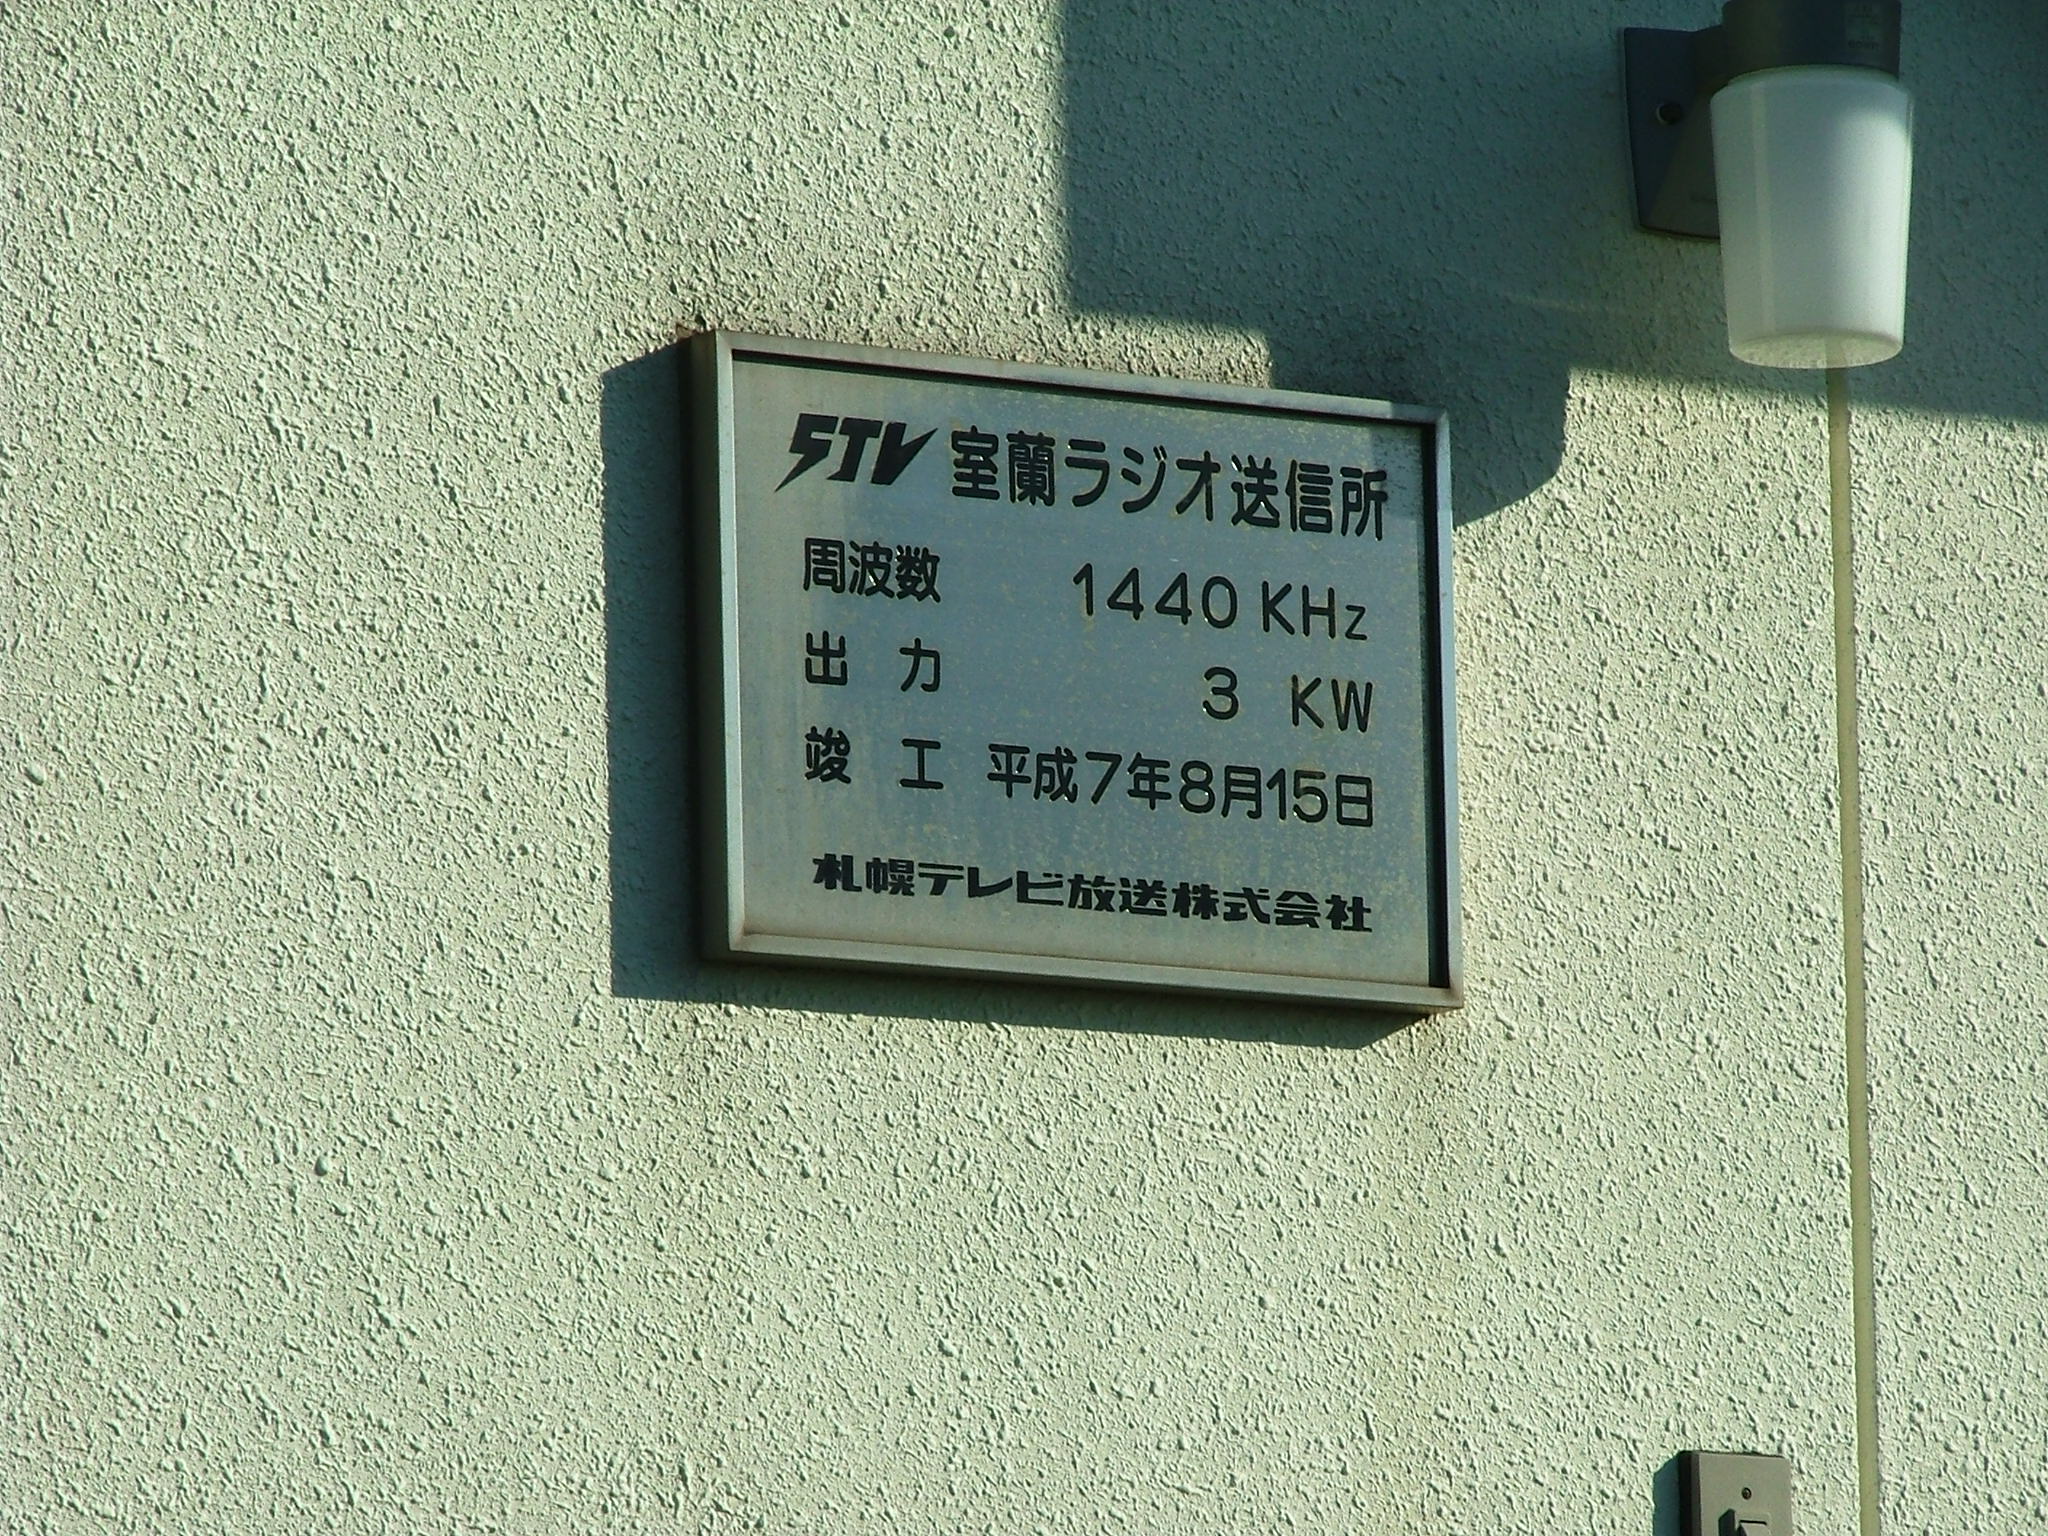 STV 室蘭ラジオ送信所
周波数 1440 KHz
出力 3 KW
竣工 平成7年8月15日
札幌テレビ放送株式会社